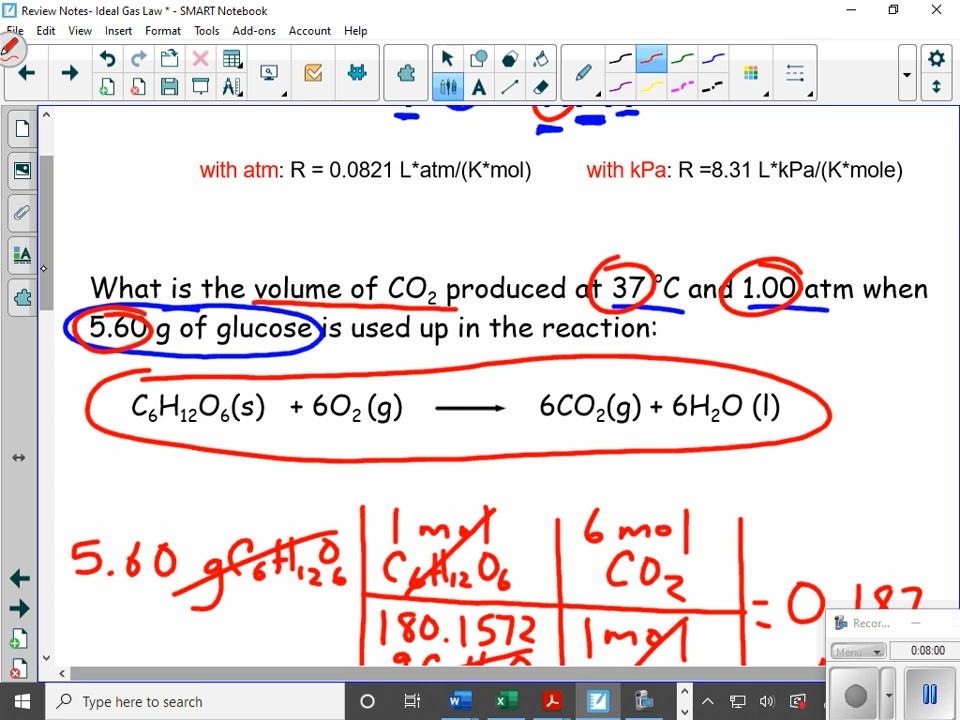 Review Notes- Ideal Gas Law * - SMART Notebook
File Edit View Insert Format Tools Add-ons Account Help
with atm: R = 0.0821 L*atm/(K*mol) with kPa: R =8.31 L*kPa/(K*mole)
What is the volume of CO₂ produced at 37 °C and 1.00 atm when
5.60 g of glucose is used up in the reaction:
C₆H₁₂O₆(s) + 6O₂ (g) → 6CO₂(g) + 6H₂O (l)
1 mol 6 mol
5.60 g C₆H₁₂O₆ C₆H₁₂O₆ CO₂
= 0.187
180.1572 1 mol
g C₆H₁₂O₆
Recor...
Menu 0:08:00
Type here to search